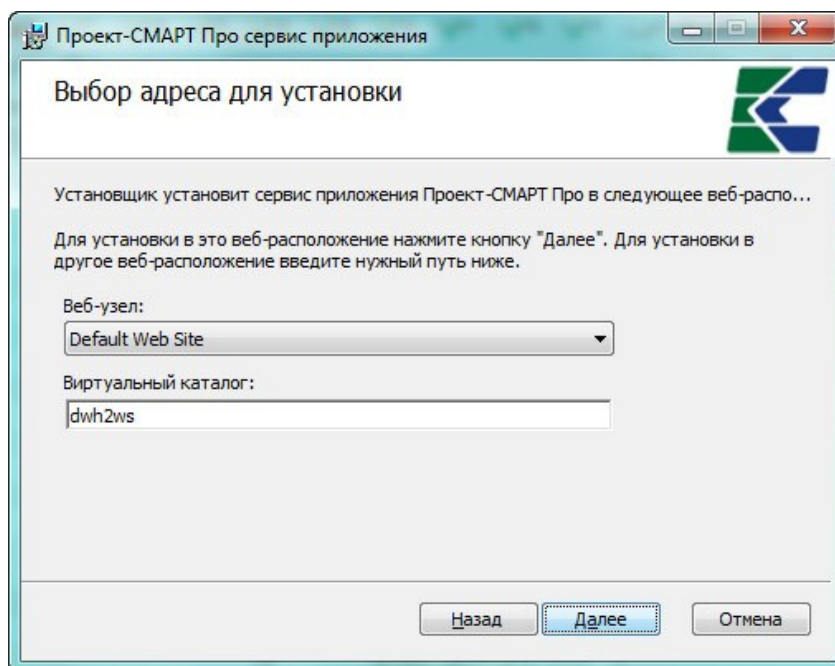 Проект-СМАРТ Про сервис приложения
Выбор адреса для установки
Установщик установит сервис приложения Проект-СМАРТ Про в следующее веб-распо...
Для установки в это веб-расположение нажмите кнопку "Далее". Для установки в
другое веб-расположение введите нужный путь ниже.
Веб-узел:
Default Web Site
Виртуальный каталог:
dwh2ws
Назад Далее Отмена